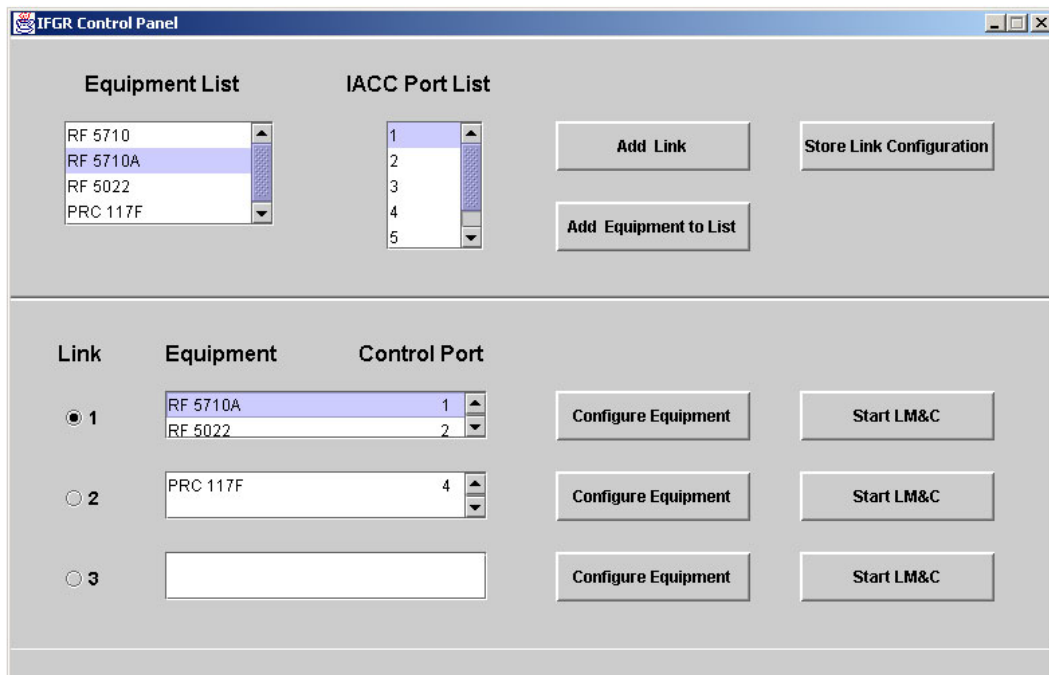 IFGR Control Panel
Equipment List
IACC Port List
RF 5710
RF 5710A
RF 5022
PRC 117F
1
2
3
4
5
Add Link
Store Link Configuration
Add Equipment to List
Link Equipment Control Port
1 RF 5710A 1 Configure Equipment Start LM&C
RF 5022 2
2 PRC 117F 4 Configure Equipment Start LM&C
3 Configure Equipment Start LM&C